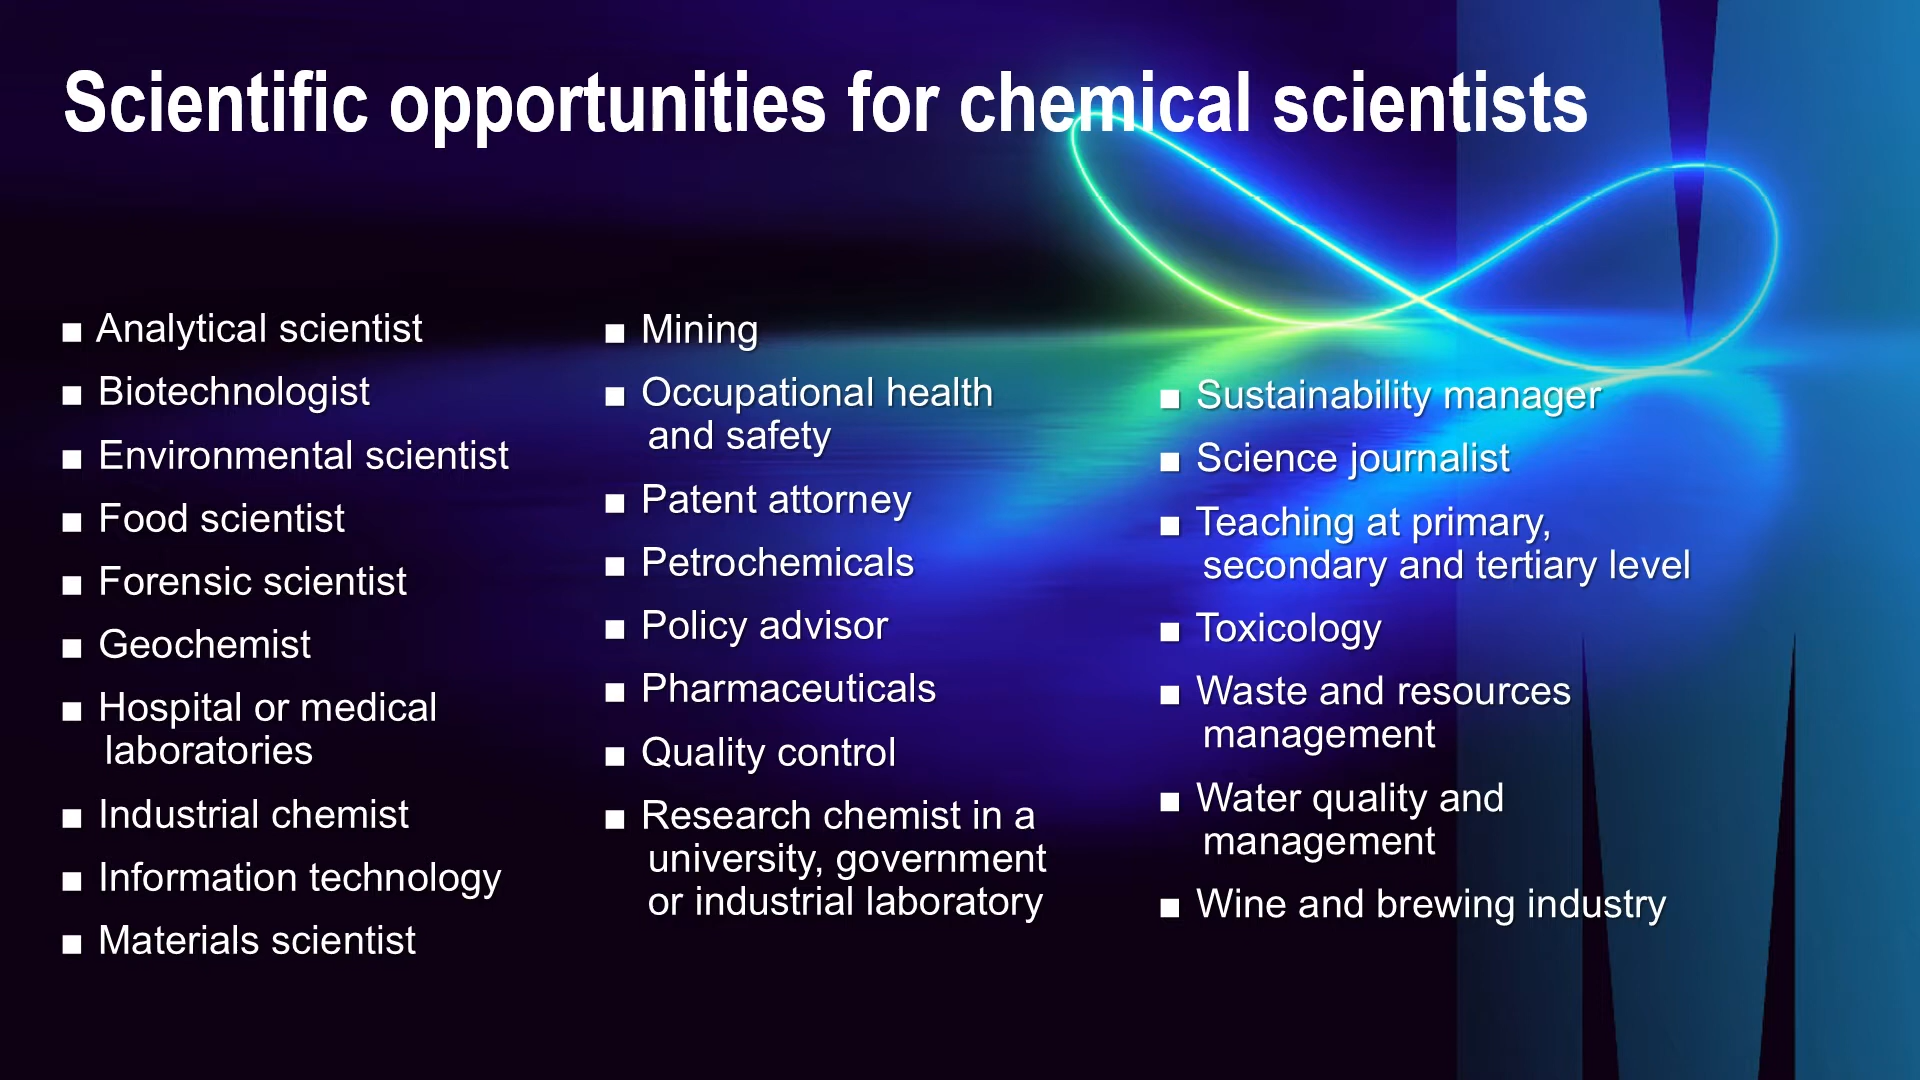 Scientific opportunities for chemical scientists
■ Analytical scientist
■ Biotechnologist
■ Environmental scientist
■ Food scientist
■ Forensic scientist
■ Geochemist
■ Hospital or medical
laboratories
■ Industrial chemist
■ Information technology
■ Materials scientist
■ Mining
■ Occupational health
and safety
■ Patent attorney
■ Petrochemicals
■ Policy advisor
■ Pharmaceuticals
■ Quality control
■ Research chemist in a
university, government
or industrial laboratory
■ Sustainability manager
■ Science journalist
■ Teaching at primary,
secondary and tertiary level
■ Toxicology
■ Waste and resources
management
■ Water quality and
management
■ Wine and brewing industry